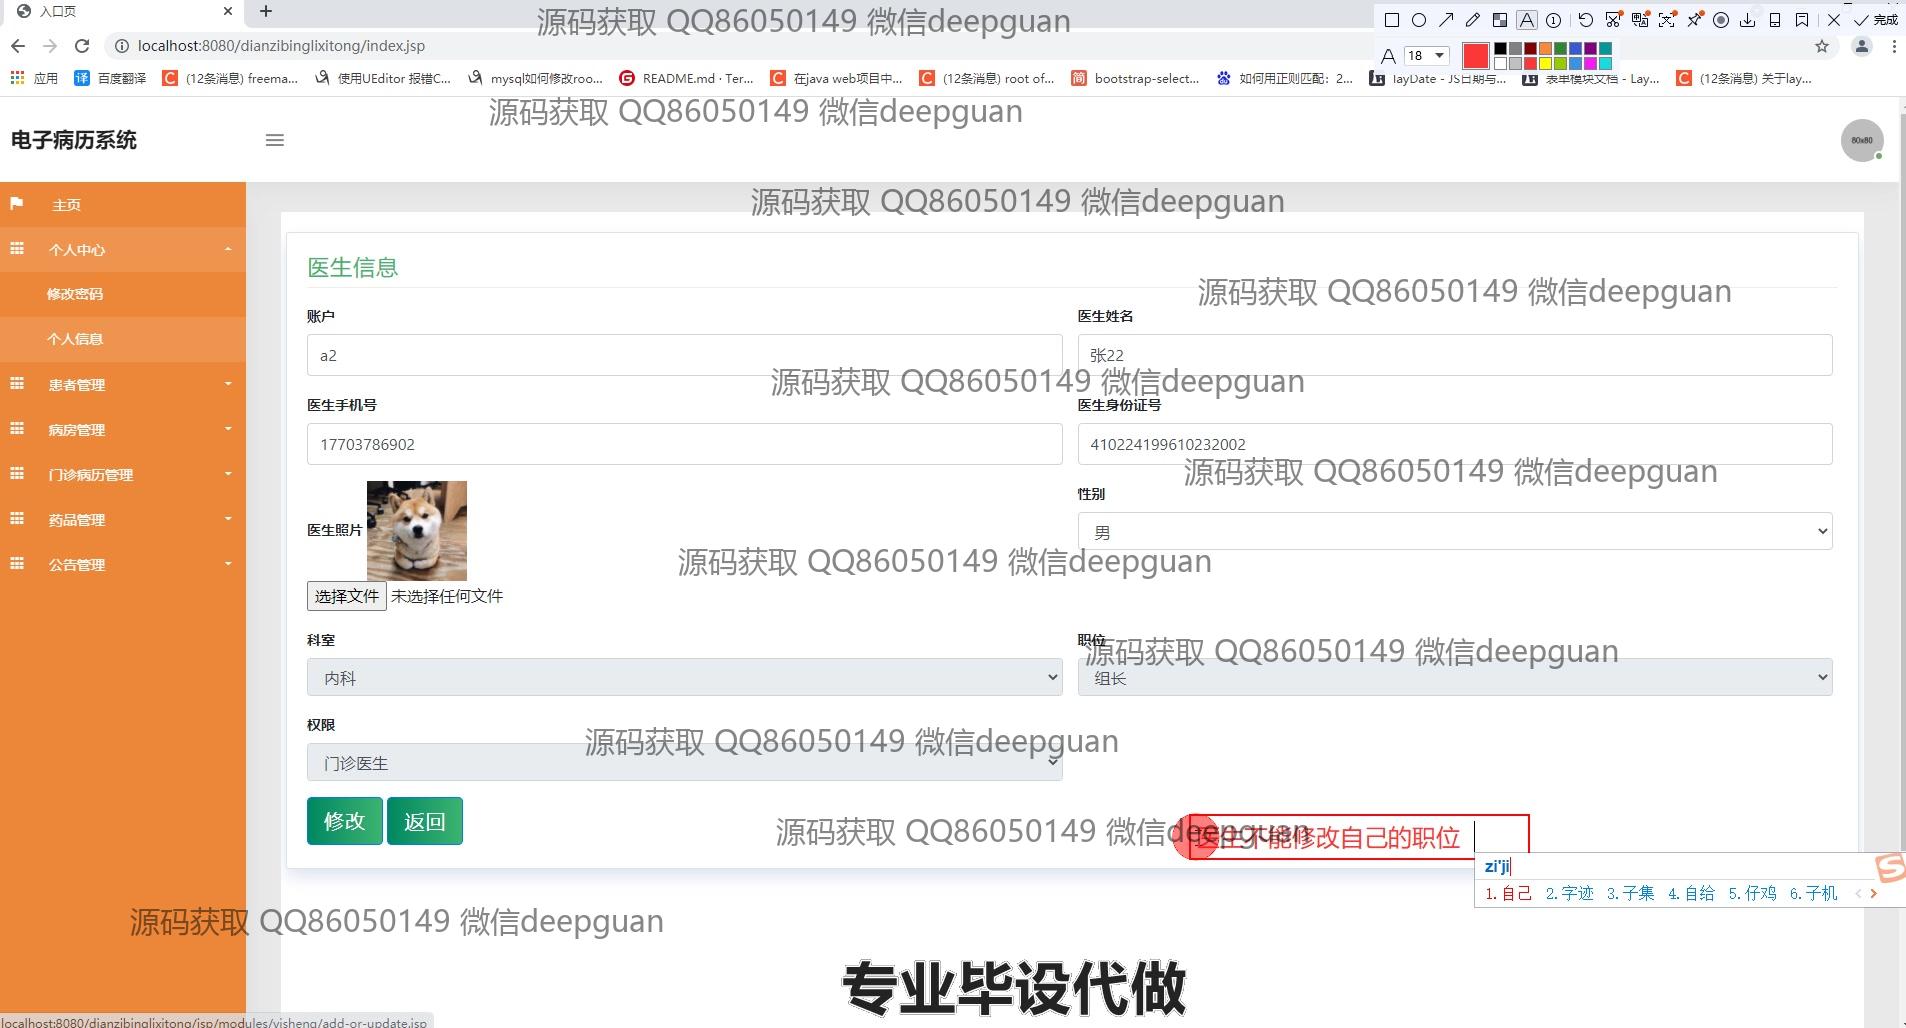 入口页
源码获取 QQ86050149 微信deepguan
完成
localhost:8080/dianzibinglixitong/index.jsp
18
应用
百度翻译
(12条消息) freema...
使用UEditor 报错C...
mysql如何修改roo...
README.md · Ter...
在java web项目中...
(12条消息) root of...
bootstrap-select...
如何用正则匹配：2...
layDate - JS日期与...
表单模块文档 - Lay...
(12条消息) 关于lay...
源码获取 QQ86050149 微信deepguan
电子病历系统
80x80
源码获取 QQ86050149 微信deepguan
主页
个人中心
修改密码
个人信息
患者管理
病房管理
门诊病历管理
药品管理
公告管理
医生信息
源码获取 QQ86050149 微信deepguan
账户
医生姓名
a2
张22
源码获取 QQ86050149 微信deepguan
医生手机号
医生身份证号
17703786902
410224199610232002
源码获取 QQ86050149 微信deepguan
性别
医生照片
男
源码获取 QQ86050149 微信deepguan
选择文件 未选择任何文件
科室
职位
源码获取 QQ86050149 微信deepguan
内科
组长
权限
源码获取 QQ86050149 微信deepguan
门诊医生
修改
返回
源码获取 QQ86050149 微信deepguan
医生不能修改自己的职位
zi'ji
1.自己 2.字迹 3.子集 4.自给 5.仔鸡 6.子机
源码获取 QQ86050149 微信deepguan
专业毕设代做
localhost:8080/dianzibinglixitong/jsp/modules/yisheng/add-or-update.jsp